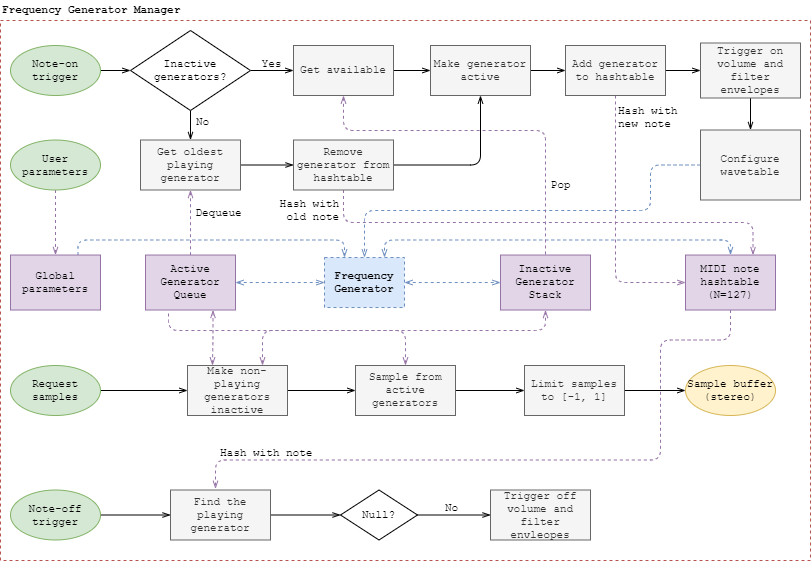 Frequency Generator Manager
Note-on
trigger
Inactive
generators?
Yes
Get available
Make generator
active
Add generator
to hashtable
Trigger on
volume and
filter
envelopes
No
Hash with
new note
User
parameters
Get oldest
playing
generator
Remove
generator from
hashtable
Configure
wavetable
Pop
Dequeue
Hash with
old note
Global
parameters
Active
Generator
Queue
Frequency
Generator
Inactive
Generator
Stack
MIDI note
hashtable
(N=127)
Request
samples
Make non-
playing
generators
inactive
Sample from
active
generators
Limit samples
to [-1, 1]
Sample buffer
(stereo)
Hash with note
Note-off
trigger
Find the
playing
generator
Null?
No
Trigger off
volume and
filter
envleopes